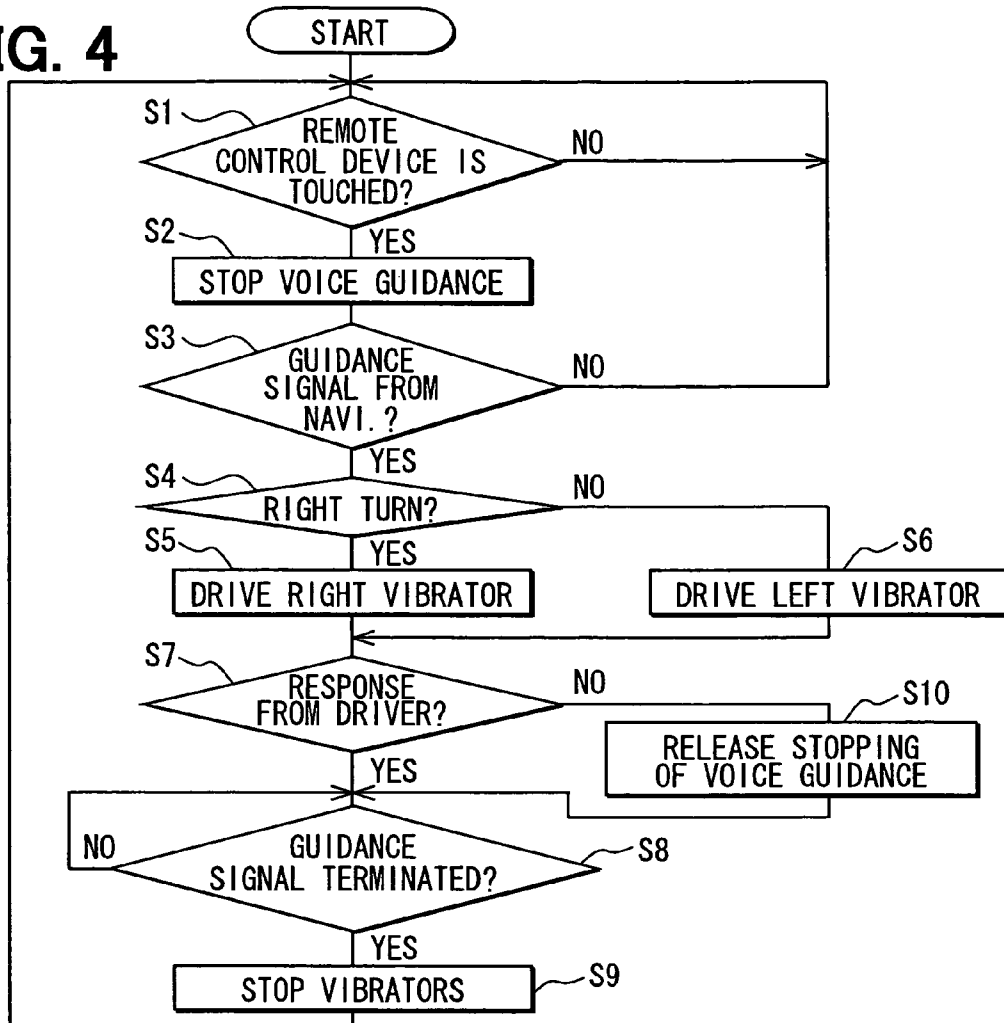 IG. 4
START
S1
REMOTE
CONTROL DEVICE IS
TOUCHED?
NO
YES
S2
STOP VOICE GUIDANCE
S3
GUIDANCE
SIGNAL FROM
NAVI.?
NO
YES
S4
RIGHT TURN?
NO
YES
S5
DRIVE RIGHT VIBRATOR
S6
DRIVE LEFT VIBRATOR
S7
RESPONSE
FROM DRIVER?
NO
YES
S10
RELEASE STOPPING
OF VOICE GUIDANCE
NO
GUIDANCE
SIGNAL TERMINATED?
S8
YES
STOP VIBRATORS
S9